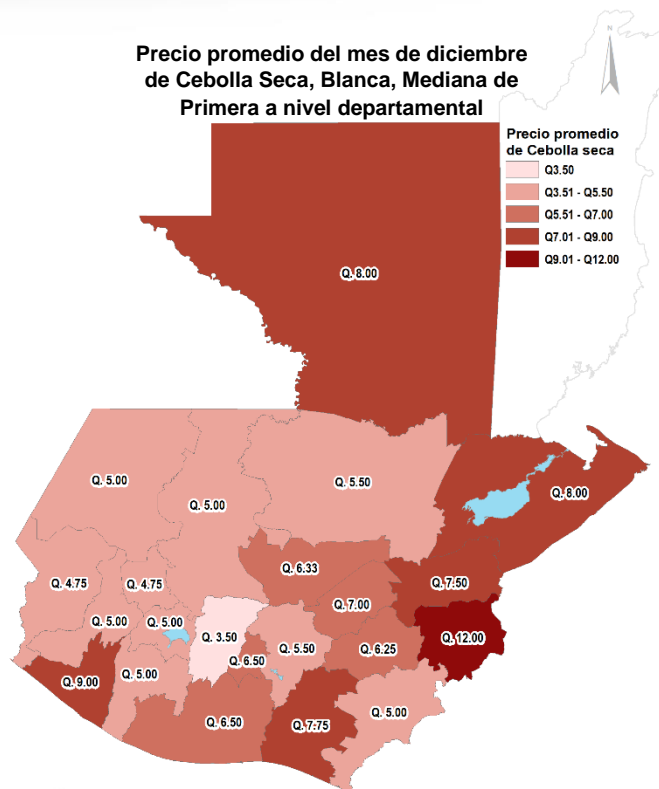 Precio promedio del mes de diciembre
de Cebolla Seca, Blanca, Mediana de
Primera a nivel departamental
N
Precio promedio
de Cebolla seca
Q3.50
Q3.51 - Q5.50
Q5.51 - Q7.00
Q7.01 - Q9.00
Q9.01 - Q12.00
Q. 8.00
Q. 5.00
Q. 5.00
Q. 5.50
Q. 8.00
Q. 4.75
Q. 4.75
Q. 6.33
Q. 7.50
Q. 7.00
Q. 5.00
Q. 5.00
Q. 3.50
Q. 5.50
Q. 6.25
Q. 12.00
Q. 6.50
Q. 9.00
Q. 5.00
Q. 6.50
Q. 7.75
Q. 5.00